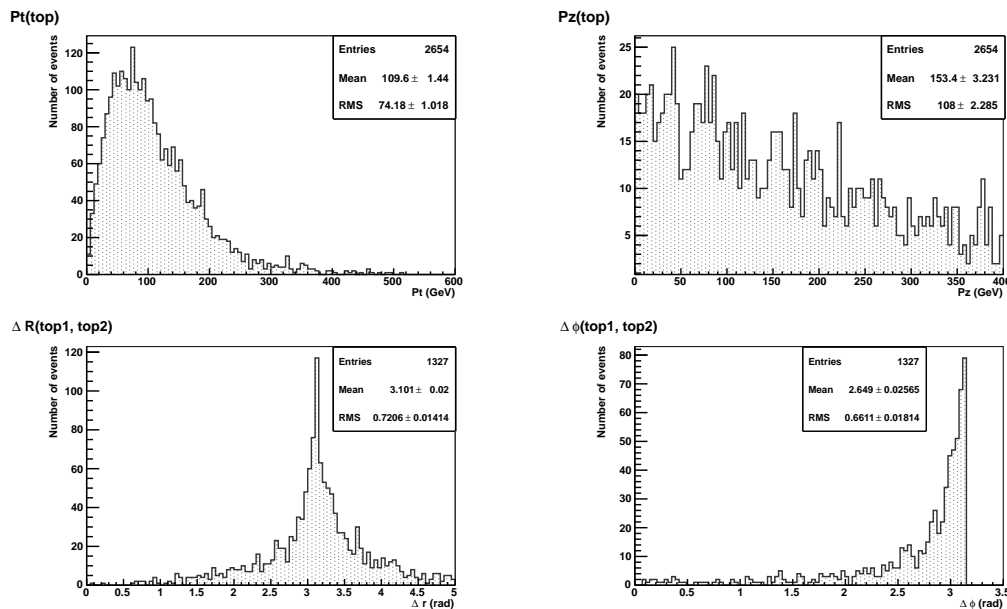 Pt(top)
Number of events
Entries 2654
Mean 109.6 ± 1.44
RMS 74.18 ± 1.018
120
100
80
60
40
20
0
0 100 200 300 400 500 600
Pt (GeV)
Pz(top)
Number of events
Entries 2654
Mean 153.4 ± 3.231
RMS 108 ± 2.285
25
20
15
10
5
0 50 100 150 200 250 300 350 400
Pz (GeV)
Δ R(top1, top2)
Number of events
Entries 1327
Mean 3.101 ± 0.02
RMS 0.7206 ± 0.01414
120
100
80
60
40
20
0
0 0.5 1 1.5 2 2.5 3 3.5 4 4.5 5
Δ r (rad)
Δ ϕ(top1, top2)
Number of events
Entries 1327
Mean 2.649 ± 0.02565
RMS 0.6611 ± 0.01814
80
70
60
50
40
30
20
10
0
0 0.5 1 1.5 2 2.5 3 3.5
Δ ϕ (rad)